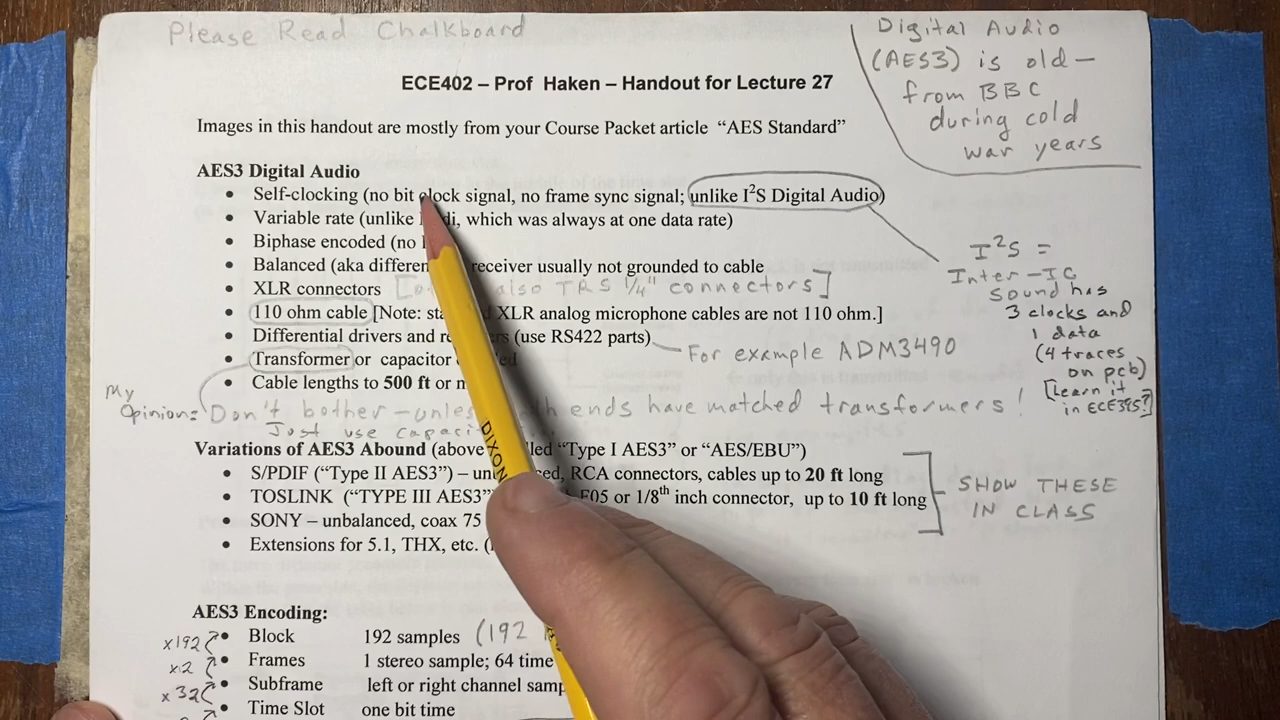 Please Read Chalkboard
Digital Audio
(AES3) is old—
from BBC
during cold
war years
ECE402 – Prof Haken – Handout for Lecture 27
Images in this handout are mostly from your Course Packet article “AES Standard”
AES3 Digital Audio
• Self-clocking (no bit clock signal, no frame sync signal; unlike I²S Digital Audio)
• Variable rate (unlike which was always at one data rate)
• Biphase encoded (no
• Balanced (aka receiver usually not grounded to cable
• XLR connectors [ also TRS 1/4" connectors]
• 110 ohm cable [Note: XLR analog microphone cables are not 110 ohm.]
• Differential drivers and (use RS422 parts)
For example ADM3490
• Transformer or capacitor
• Cable lengths to 500 ft or
I²S =
Inter-IC
Sound has
3 clocks and
1 data
(4 traces
on pcb)
[Learn it
in ECE395?]
My
Opinion: Don't bother – ends have matched transformers!
Just use
Variations of AES3 Abound (above “Type I AES3” or “AES/EBU”)
• S/PDIF (“Type II AES3”) – RCA connectors, cables up to 20 ft long
• TOSLINK (“TYPE III AES3” F05 or 1/8th inch connector, up to 10 ft long
• SONY – unbalanced, coax 75
• Extensions for 5.1, THX, etc.
SHOW THESE
IN CLASS
DIXON
AES3 Encoding:
• Block 192 samples (192
x192
• Frames 1 stereo sample; 64 time
x2
• Subframe left or right channel
x32
• Time Slot one bit time